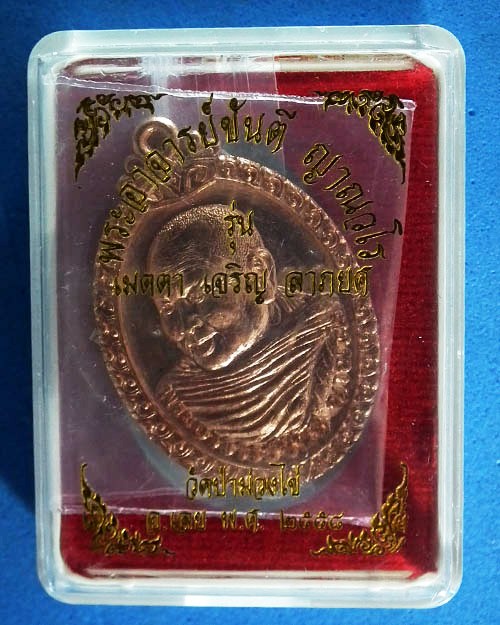 พระอาจารย์ขันตี ญาณวโร
รุ่น
เมตตา เจริญ ลาภยศ
วัดป่าม่วงไข่
จ.เลย พ.ศ. ๒๕๕๔